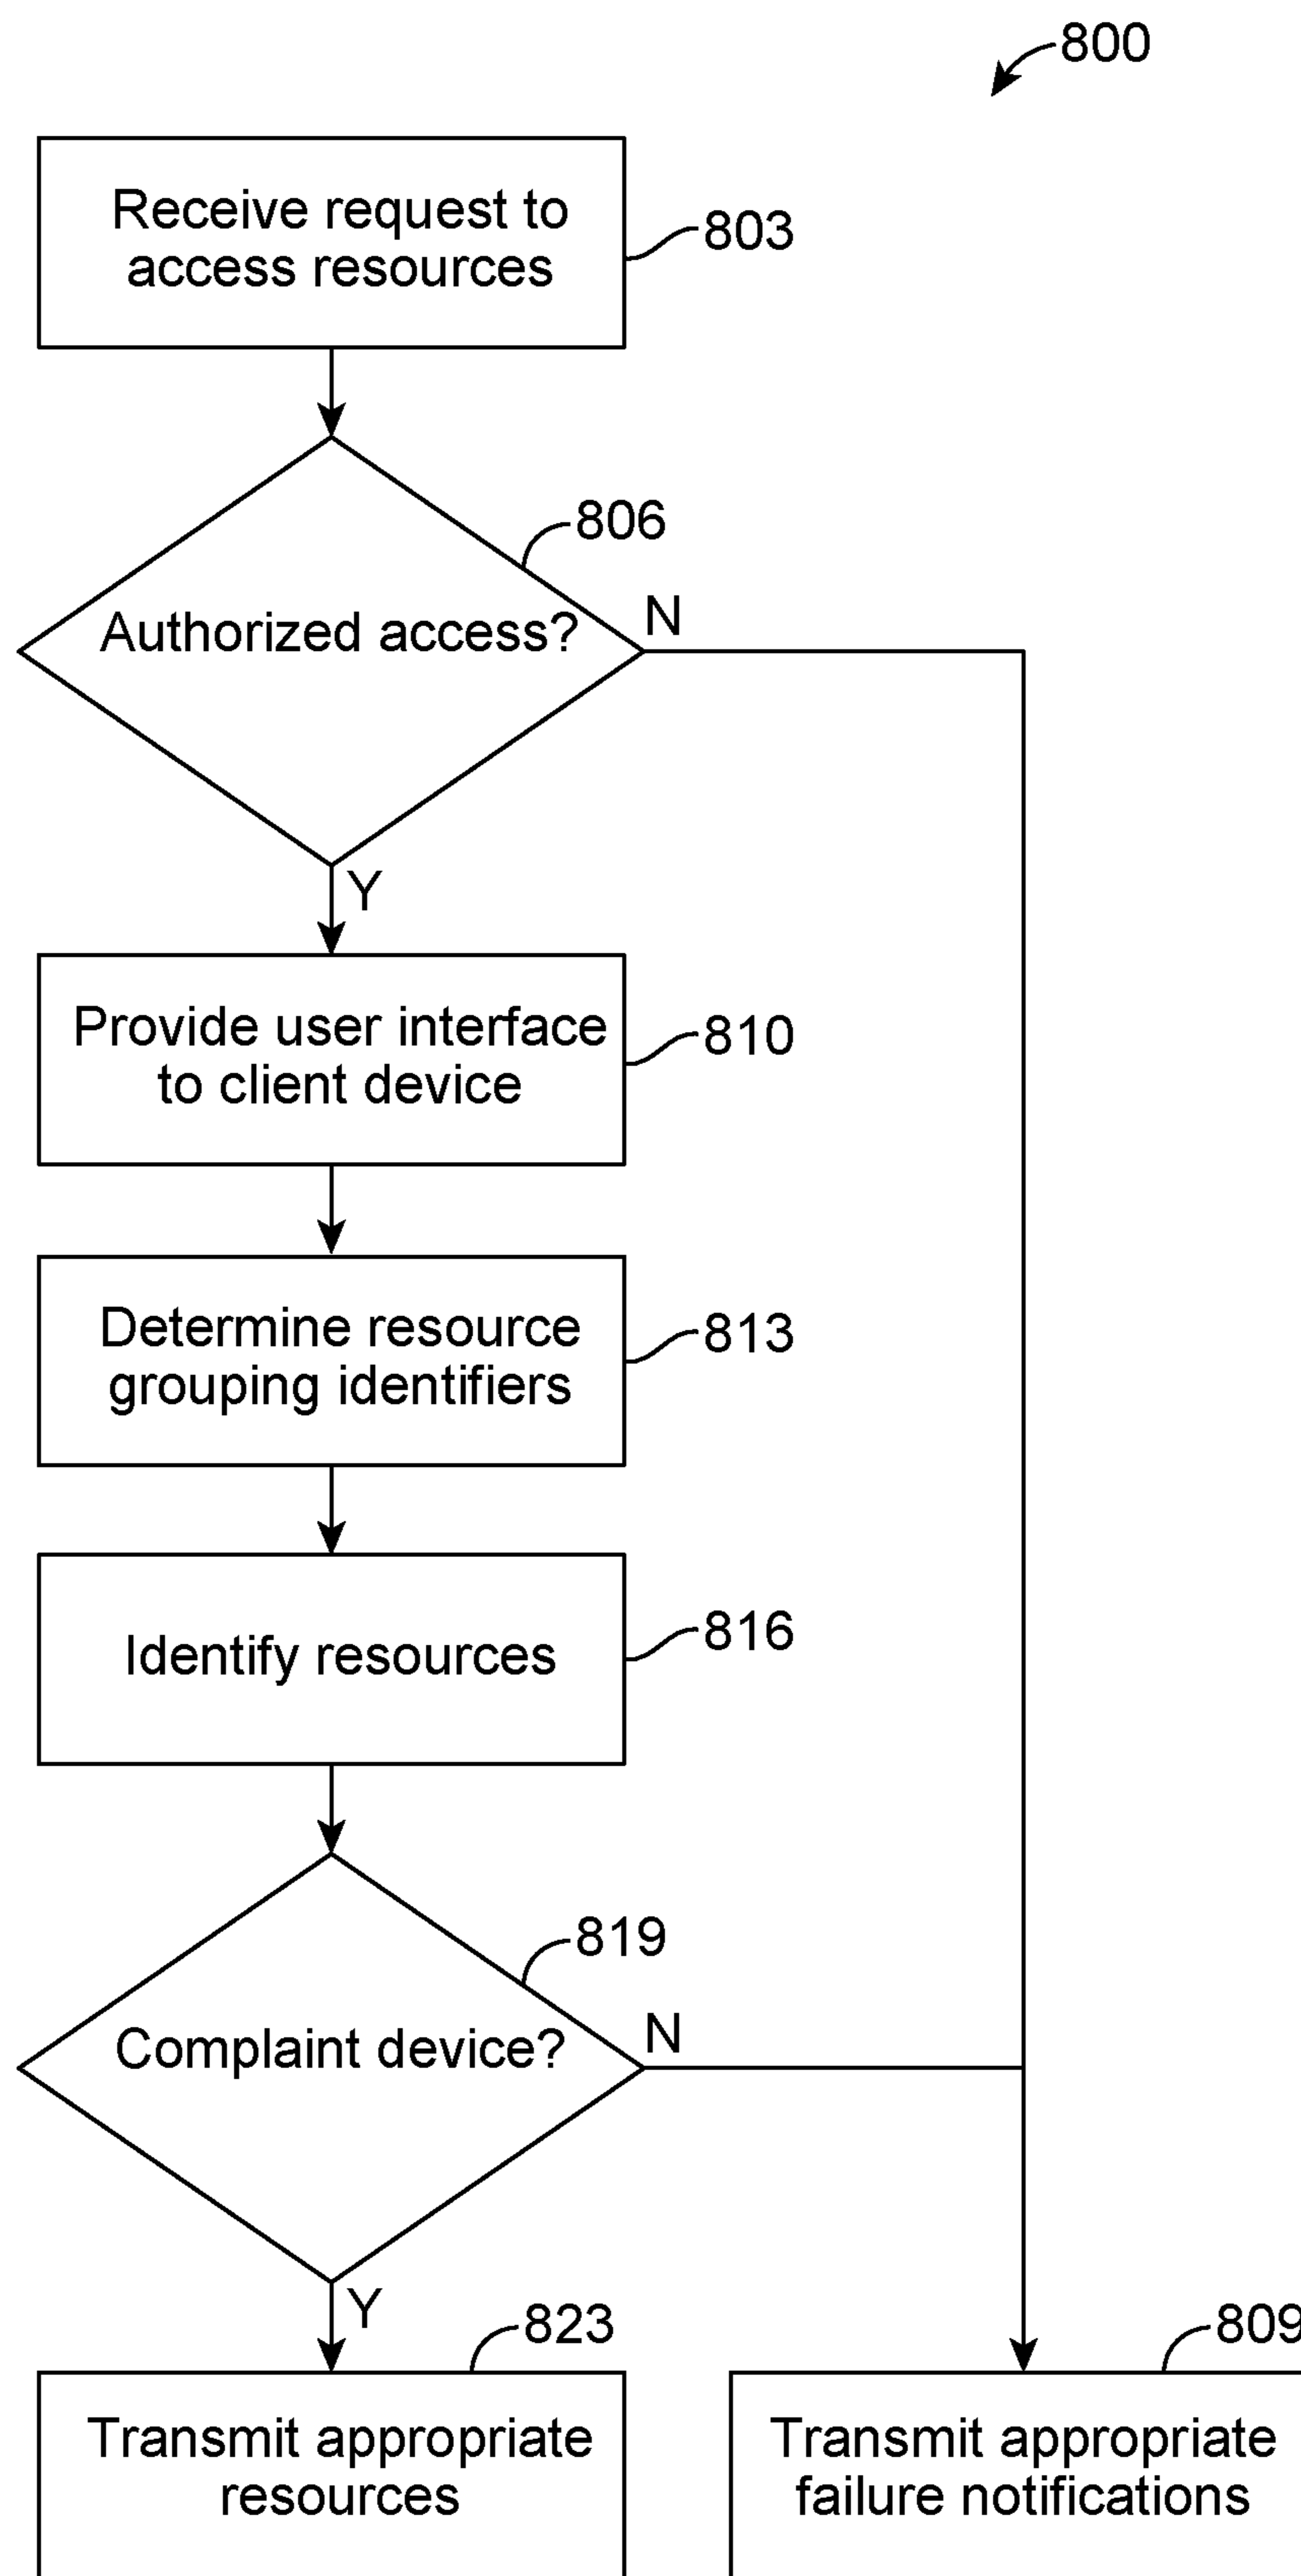 800
Receive request to
access resources
803
806
Authorized access?
N
Y
Provide user interface
to client device
810
Determine resource
grouping identifiers
813
Identify resources
816
819
Complaint device?
N
Y
823
809
Transmit appropriate
resources
Transmit appropriate
failure notifications